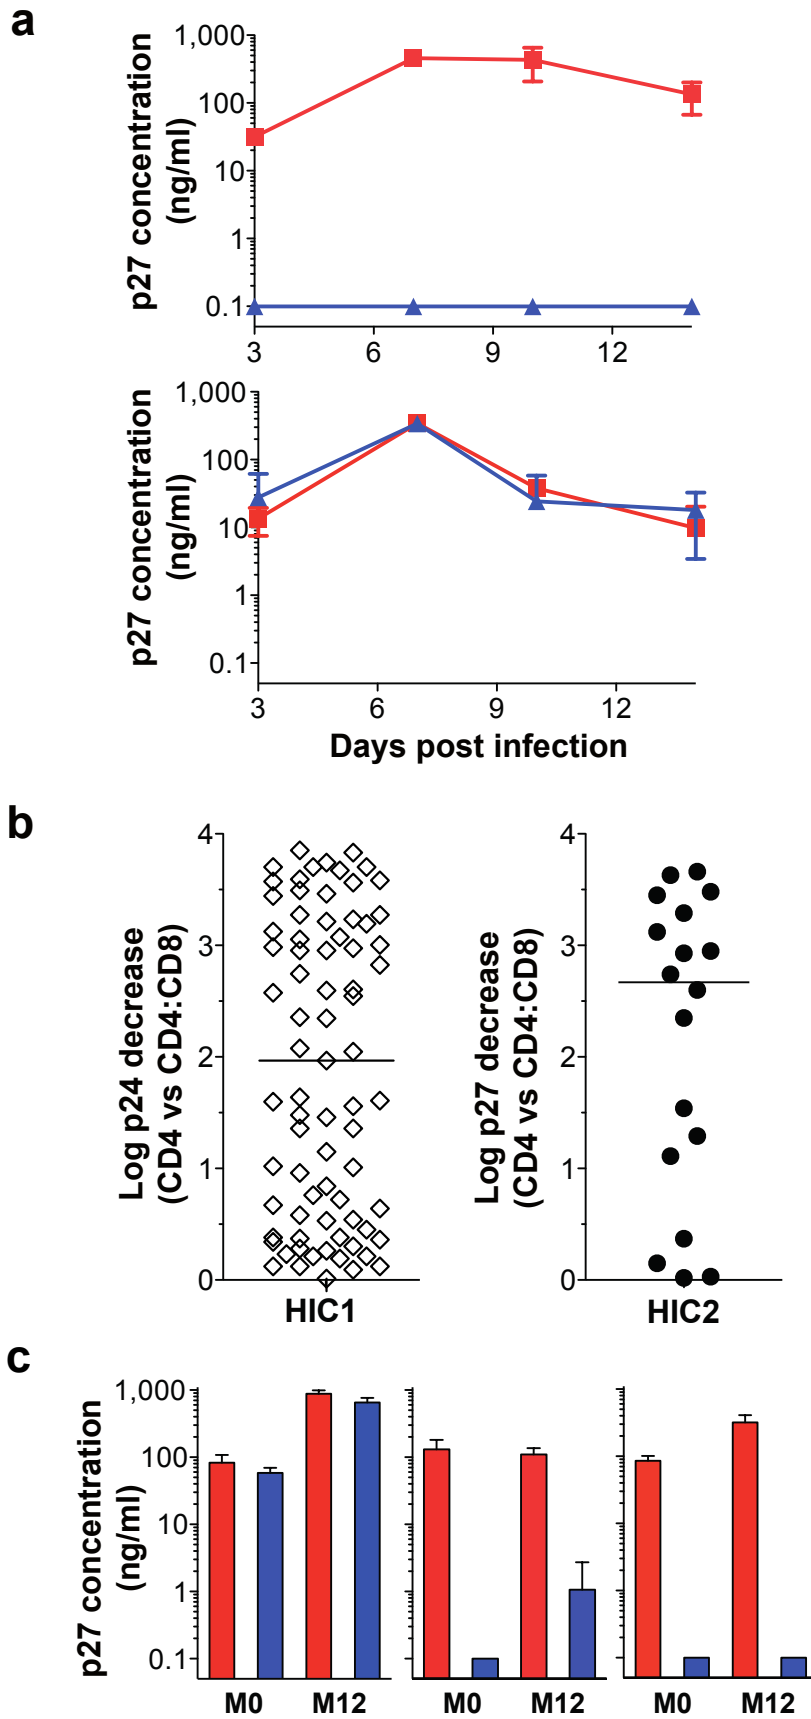 a
p27 concentration
(ng/ml)
1,000
100
10
1
0.1
3 6 9 12
p27 concentration
(ng/ml)
1,000
100
10
1
0.1
3 6 9 12
Days post infection
b
Log p24 decrease
(CD4 vs CD4:CD8)
4
3
2
1
0
HIC1
Log p27 decrease
(CD4 vs CD4:CD8)
4
3
2
1
0
HIC2
c
p27 concentration
(ng/ml)
1,000
100
10
1
0.1
M0 M12 M0 M12 M0 M12